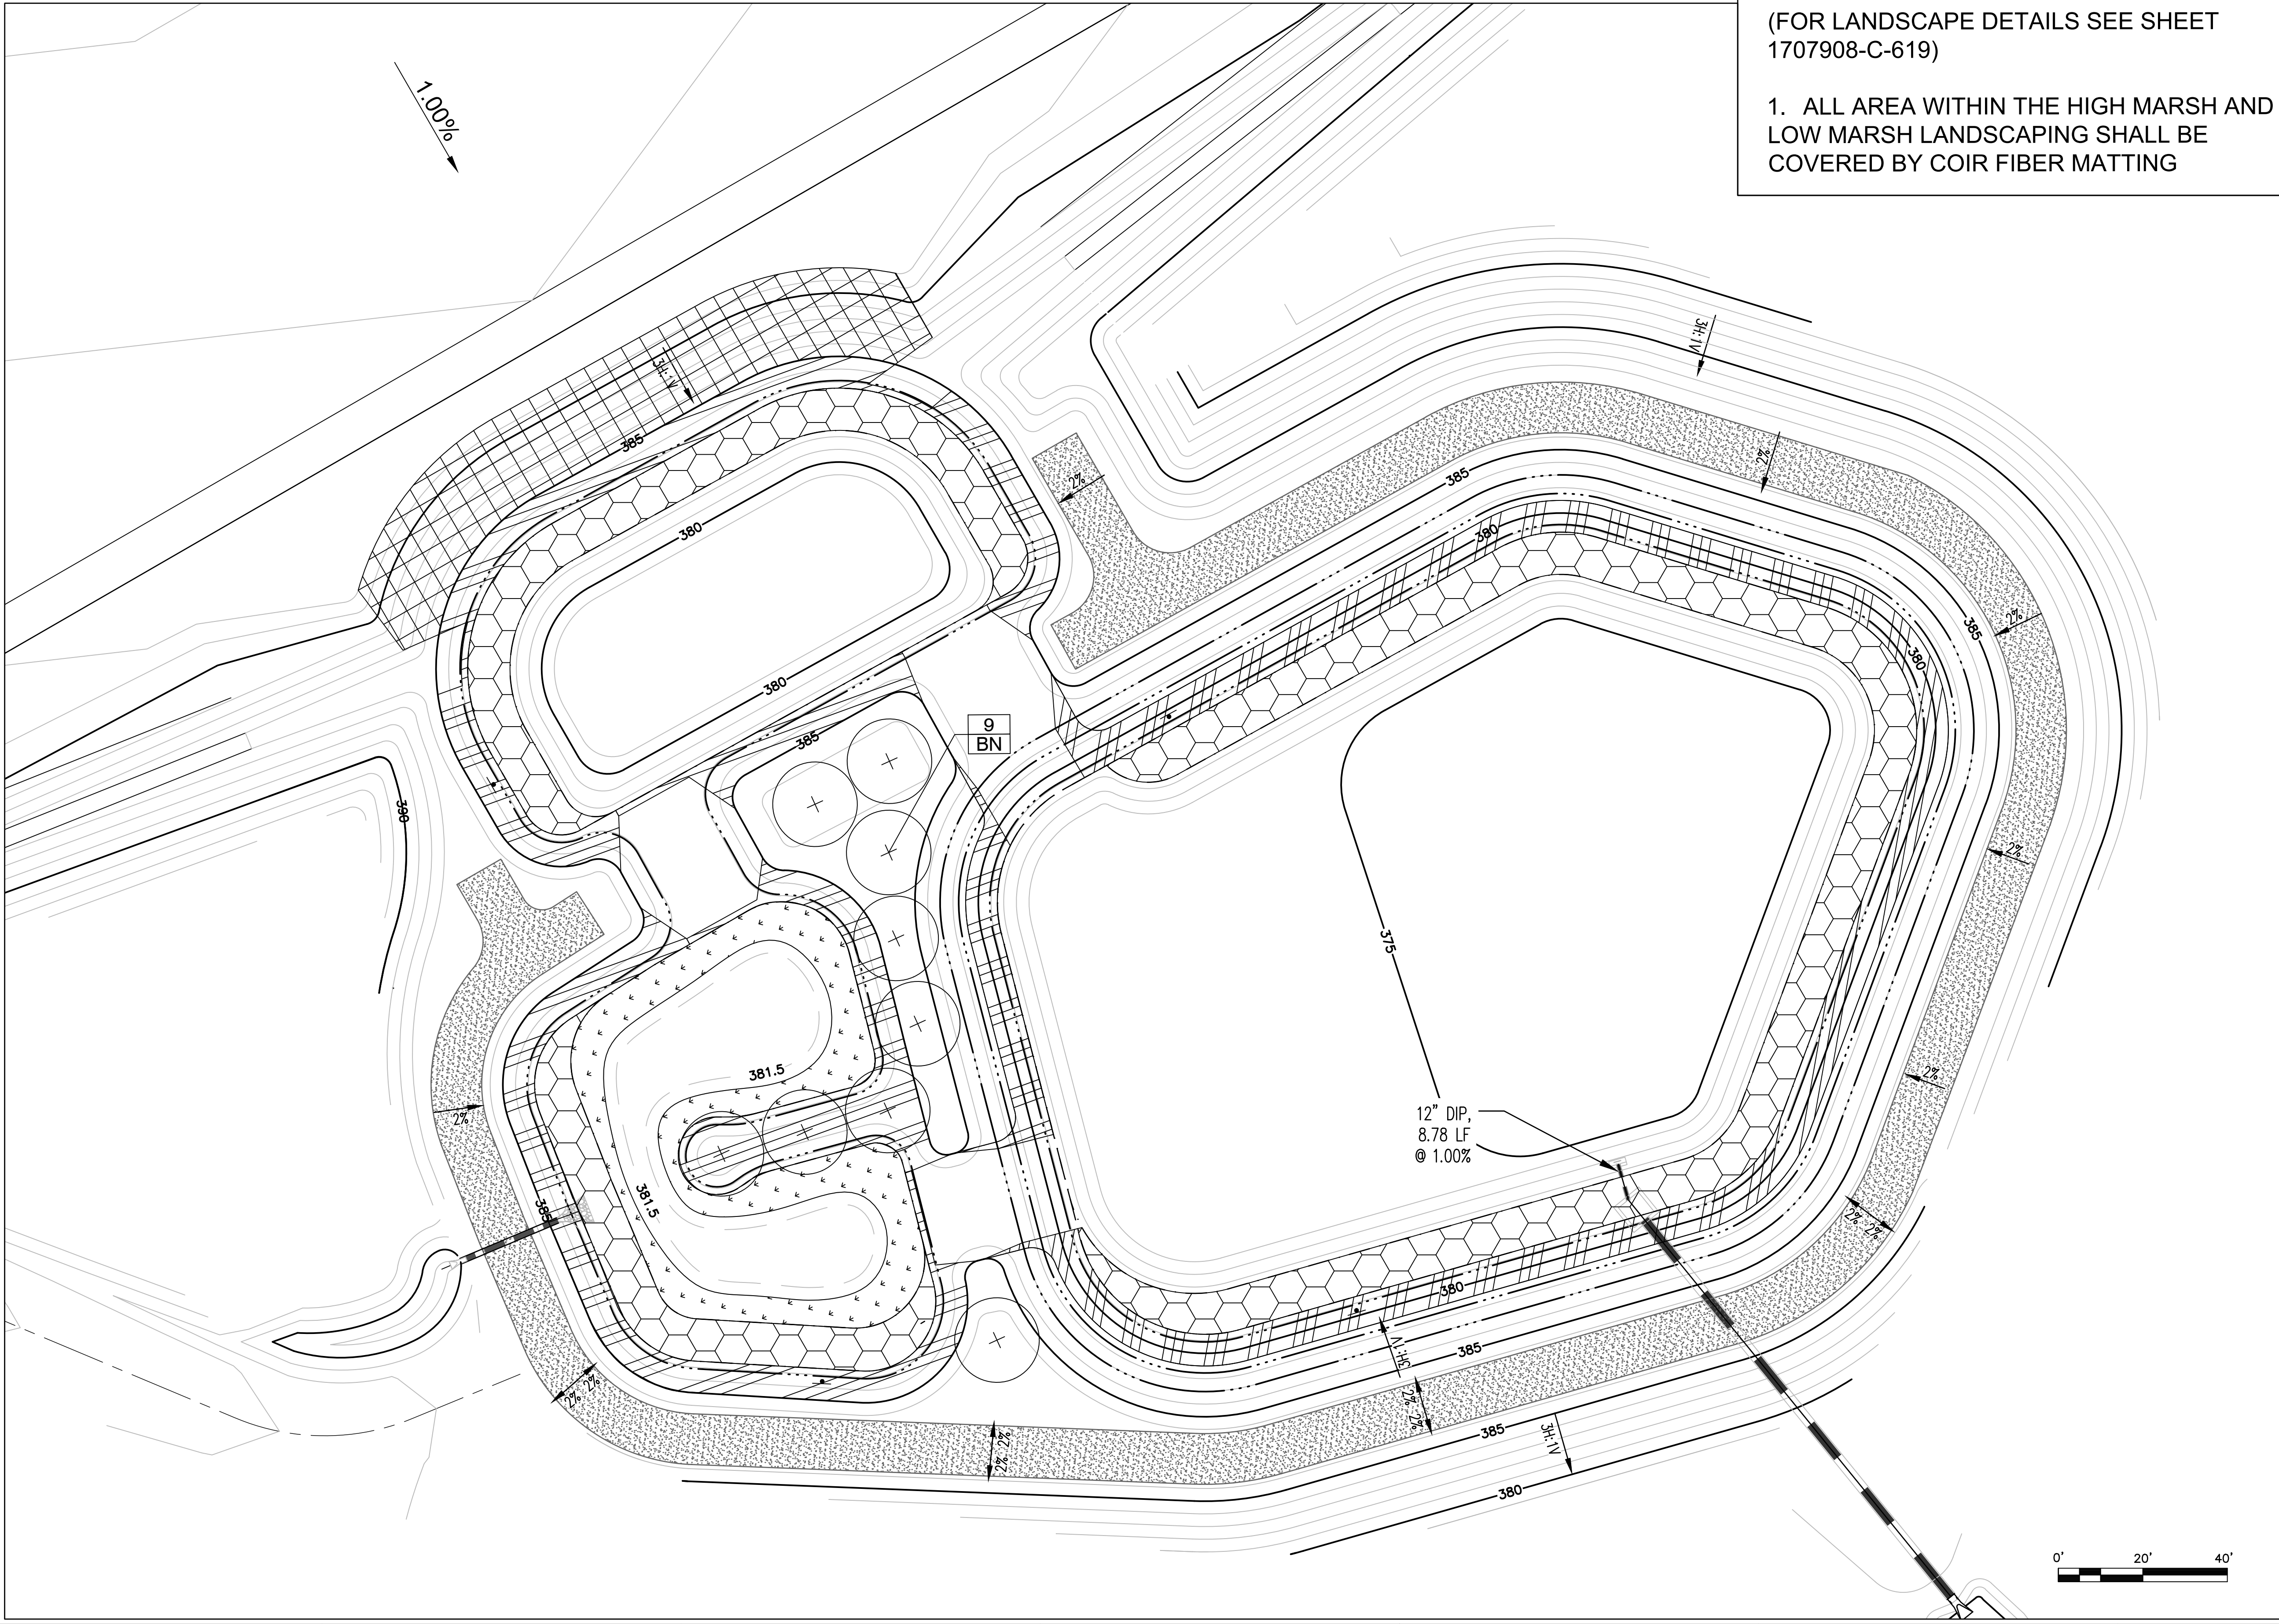 (FOR LANDSCAPE DETAILS SEE SHEET
1707908-C-619)
1. ALL AREA WITHIN THE HIGH MARSH AND
LOW MARSH LANDSCAPING SHALL BE
COVERED BY COIR FIBER MATTING
1.00%
3H:1V
3H:1V
385
2%
385
2%
380
380
385
2%
380
380
385
9
BN
390
2%
375
381.5
2%
12" DIP,
8.78 LF
@ 1.00%
2%
381.5
385
2% 2%
380
385
3H:1V
2% 2%
2% 2%
385
3H:1V
2% 2%
380
0'
20'
40'